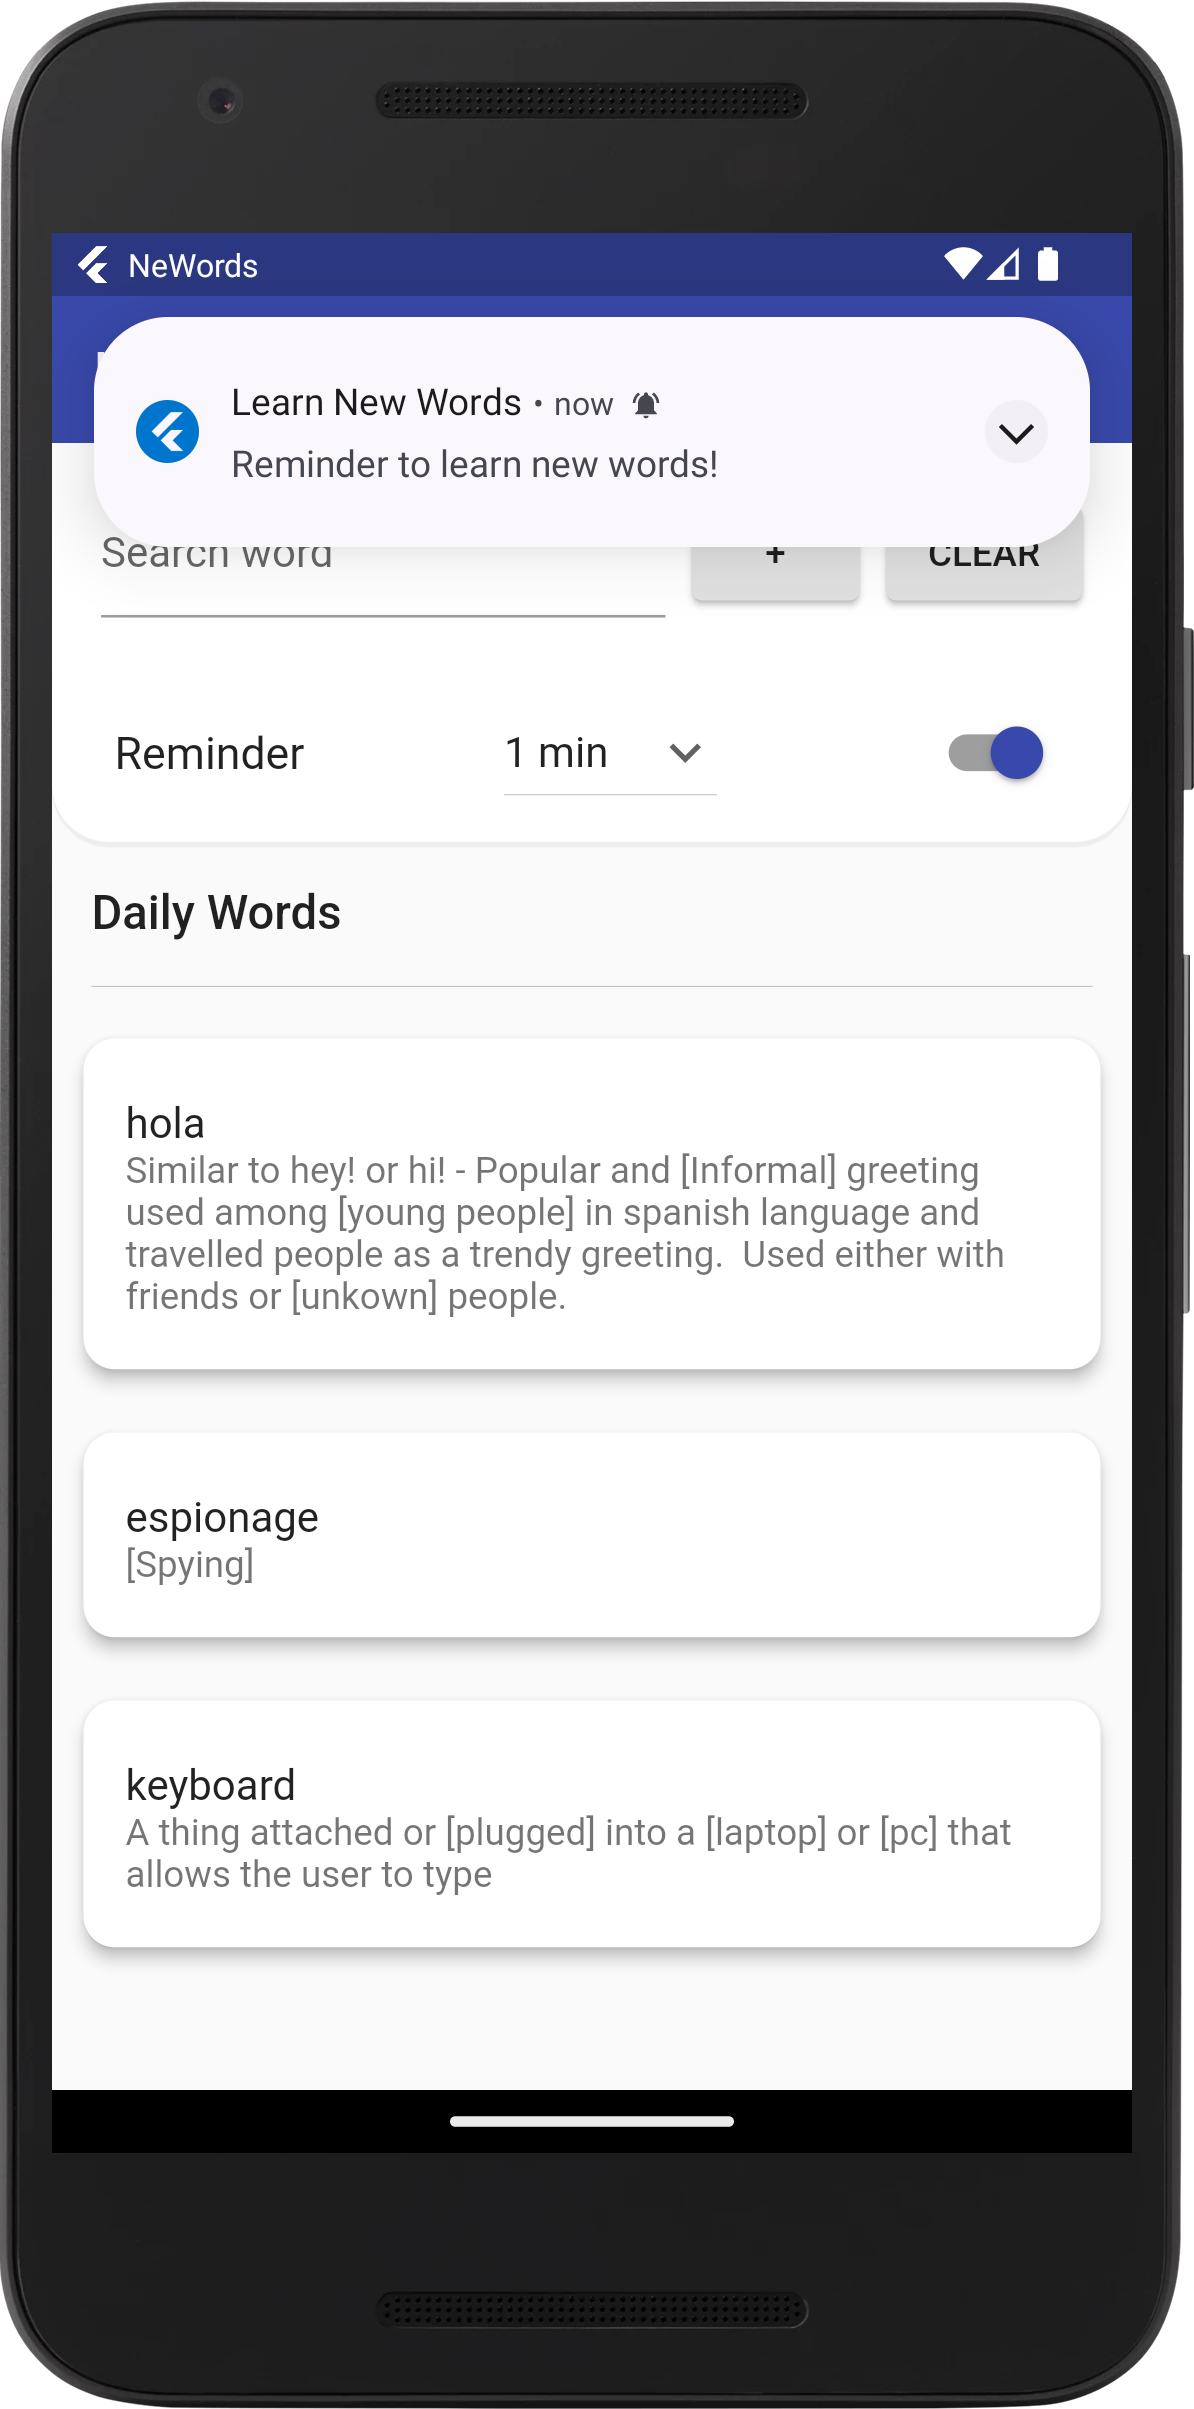 NeWords
Learn New Words • now
Reminder to learn new words!
Search word + CLEAR
Reminder 1 min
Daily Words
hola
Similar to hey! or hi! - Popular and [Informal] greeting
used among [young people] in spanish language and
travelled people as a trendy greeting.  Used either with
friends or [unkown] people.
espionage
[Spying]
keyboard
A thing attached or [plugged] into a [laptop] or [pc] that
allows the user to type